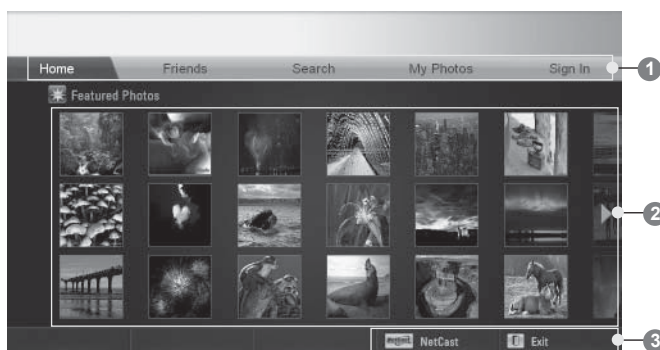 Home Friends Search My Photos Sign In
1
Featured Photos
2
NetCast Exit
3